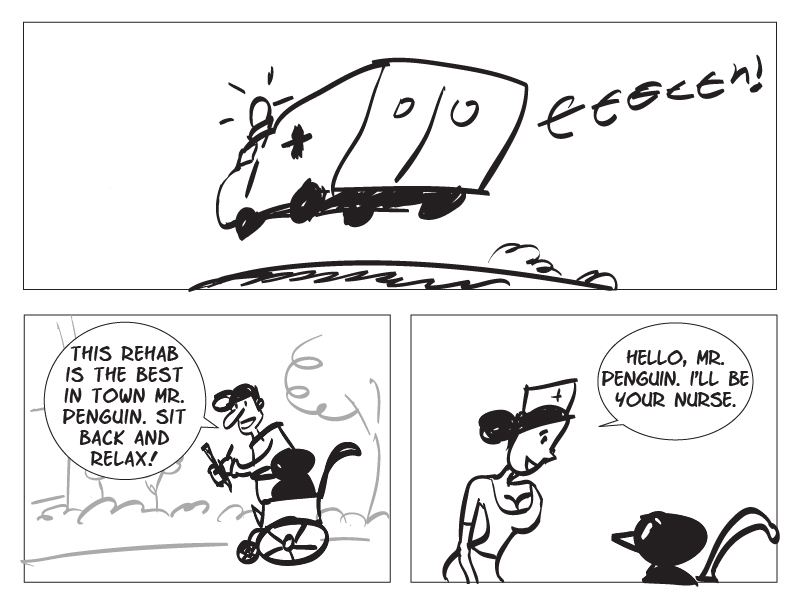 EEEEEEH!
THIS REHAB
IS THE BEST
IN TOWN MR.
PENGUIN. SIT
BACK AND
RELAX!
HELLO, MR.
PENGUIN. I'LL BE
YOUR NURSE.